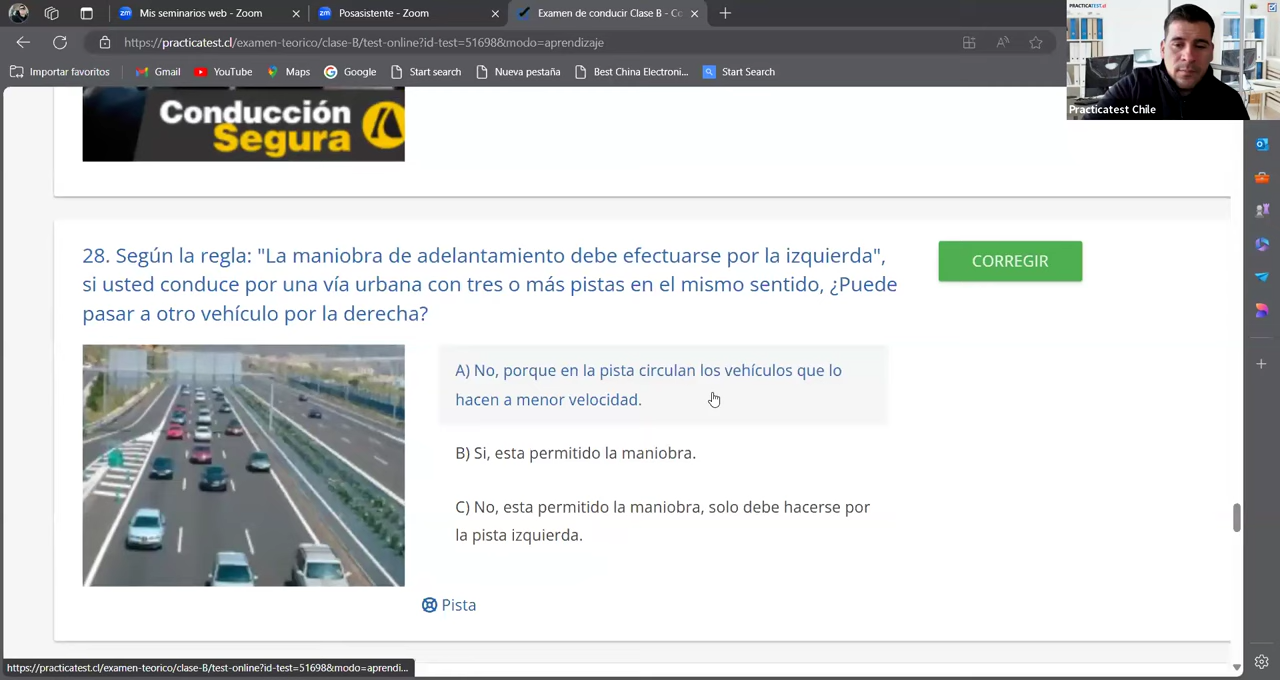 Mis seminarios web - Zoom
Posasistente - Zoom
Examen de conducir Clase B - Co
https://practicatest.cl/examen-teorico/clase-B/test-online?id-test=51698&modo=aprendizaje
Importar favoritos
Gmail
YouTube
Maps
Google
Start search
Nueva pestaña
Best China Electroni...
Start Search
PRACTICATEST.cl
Practicatest Chile
Conducción
Segura
28. Según la regla: "La maniobra de adelantamiento debe efectuarse por la izquierda",
si usted conduce por una vía urbana con tres o más pistas en el mismo sentido, ¿Puede
pasar a otro vehículo por la derecha?
CORREGIR
A) No, porque en la pista circulan los vehículos que lo
hacen a menor velocidad.
B) Si, esta permitido la maniobra.
C) No, esta permitido la maniobra, solo debe hacerse por
la pista izquierda.
Pista
https://practicatest.cl/examen-teorico/clase-B/test-online?id-test=51698&modo=aprendi...